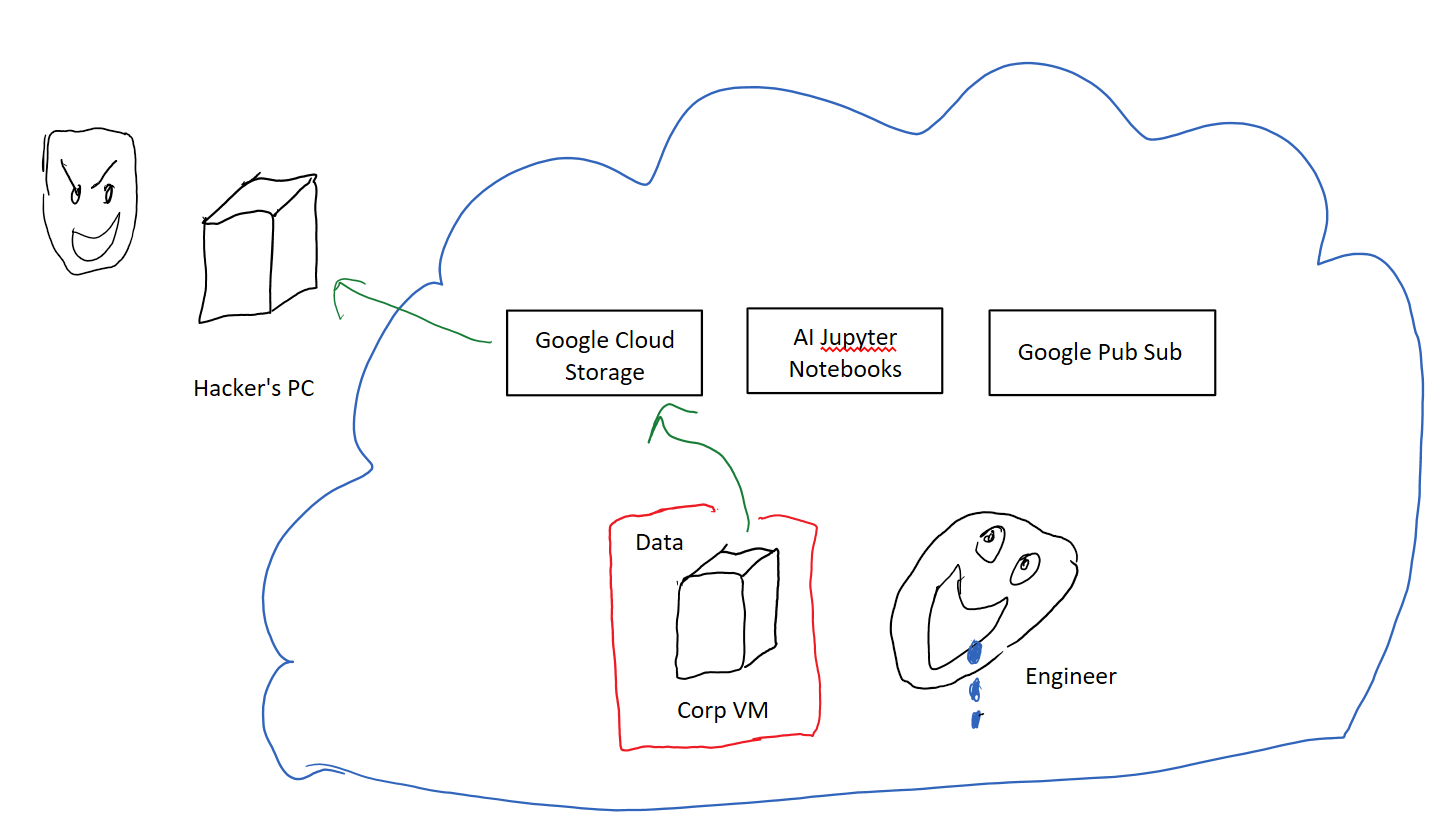 Google Cloud
Storage
AI Jupyter
Notebooks
Google Pub Sub
Hacker's PC
Data
Corp VM
Engineer